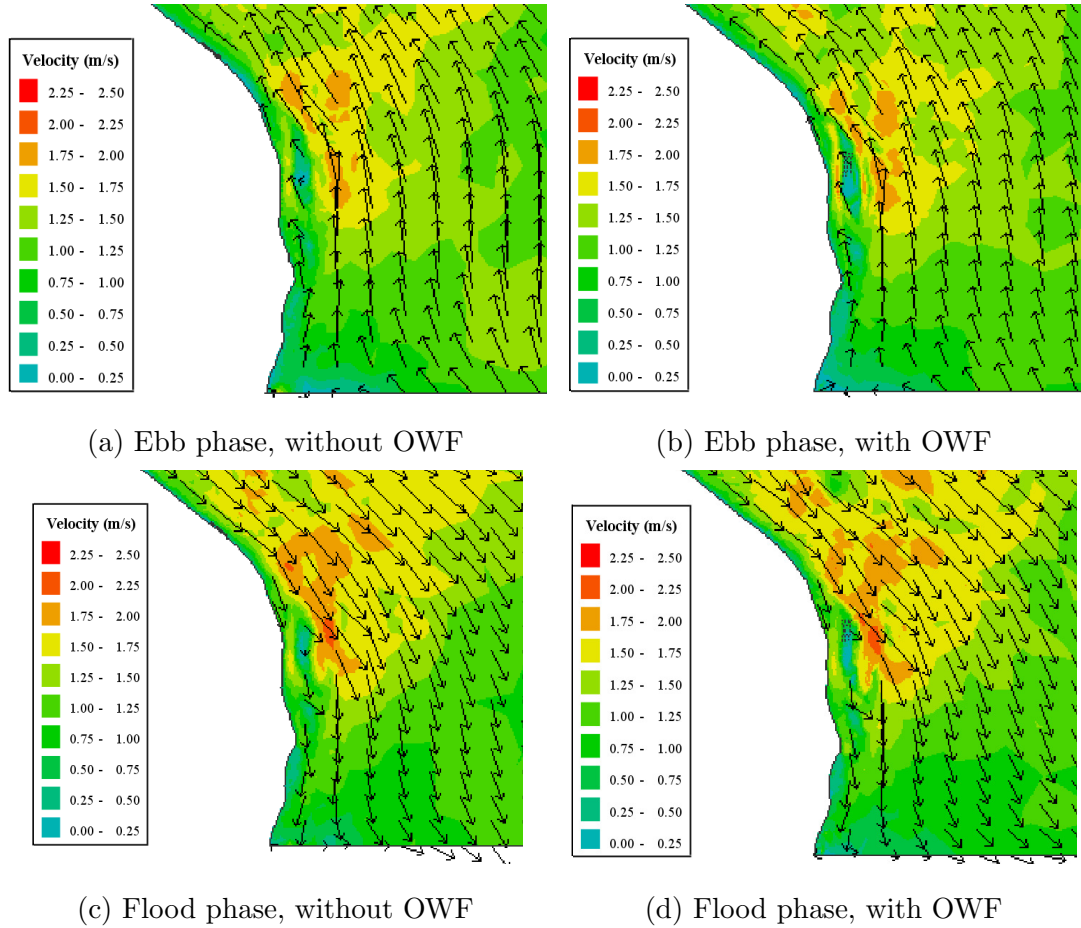 Velocity (m/s)
2.25 - 2.50
2.00 - 2.25
1.75 - 2.00
1.50 - 1.75
1.25 - 1.50
1.00 - 1.25
0.75 - 1.00
0.50 - 0.75
0.25 - 0.50
0.00 - 0.25
Velocity (m/s)
2.25 - 2.50
2.00 - 2.25
1.75 - 2.00
1.50 - 1.75
1.25 - 1.50
1.00 - 1.25
0.75 - 1.00
0.50 - 0.75
0.25 - 0.50
0.00 - 0.25
(a) Ebb phase, without OWF
(b) Ebb phase, with OWF
Velocity (m/s)
2.25 - 2.50
2.00 - 2.25
1.75 - 2.00
1.50 - 1.75
1.25 - 1.50
1.00 - 1.25
0.75 - 1.00
0.50 - 0.75
0.25 - 0.50
0.00 - 0.25
Velocity (m/s)
2.25 - 2.50
2.00 - 2.25
1.75 - 2.00
1.50 - 1.75
1.25 - 1.50
1.00 - 1.25
0.75 - 1.00
0.50 - 0.75
0.25 - 0.50
0.00 - 0.25
(c) Flood phase, without OWF
(d) Flood phase, with OWF